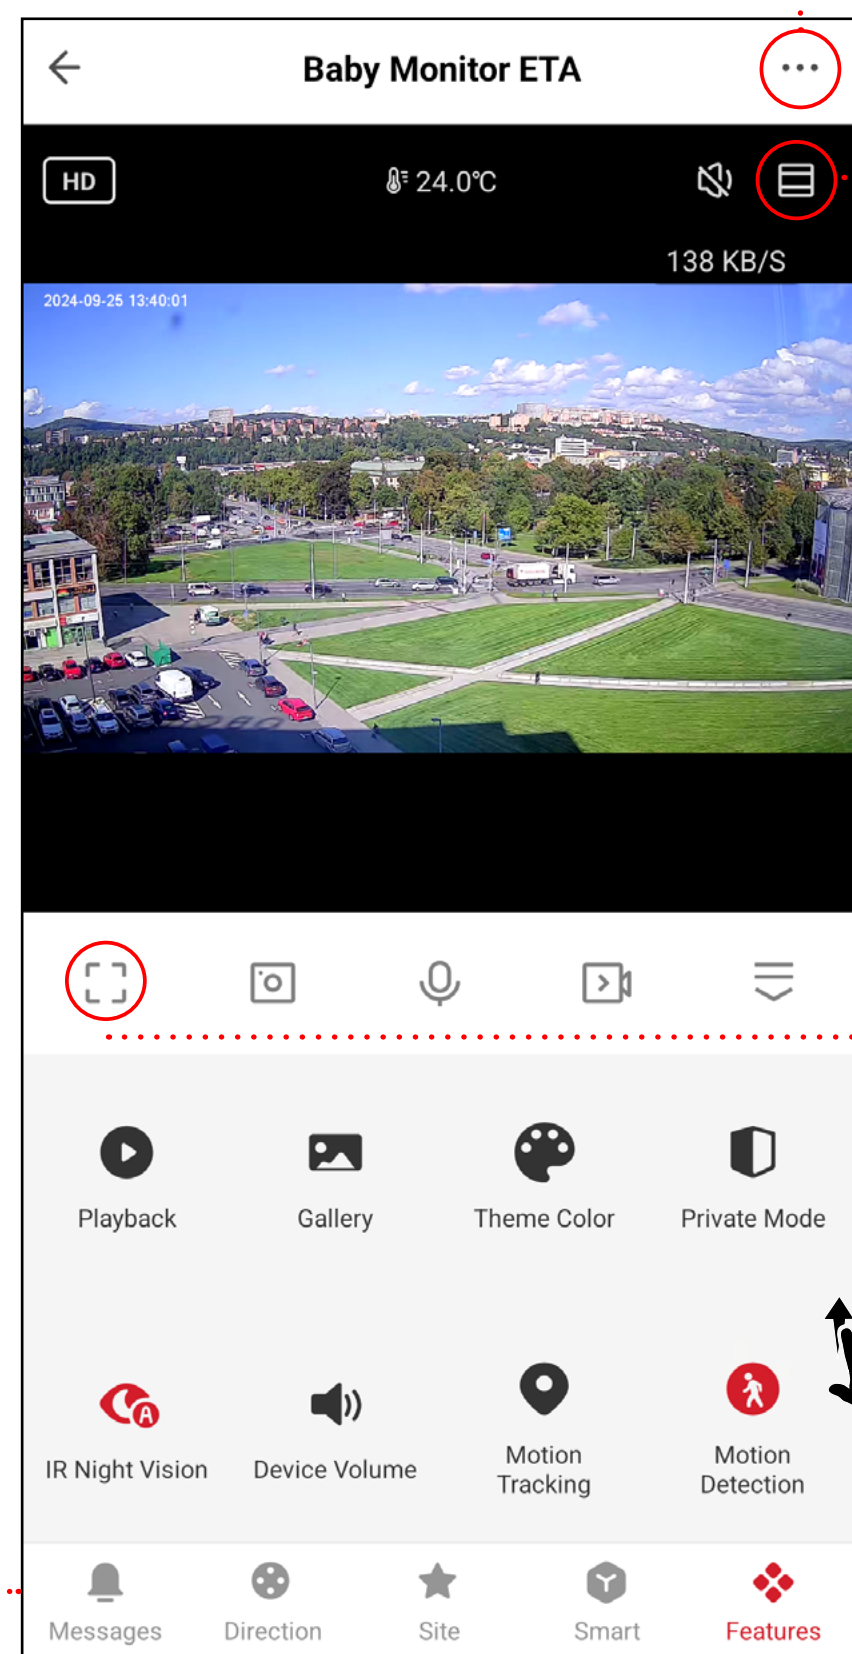 Baby Monitor ETA
HD
24.0°C
138 KB/S
2024-09-25 13:40:01
Playback
Gallery
Theme Color
Private Mode
A
IR Night Vision
Device Volume
Motion
Tracking
Motion
Detection
Messages
Direction
Site
Smart
Features